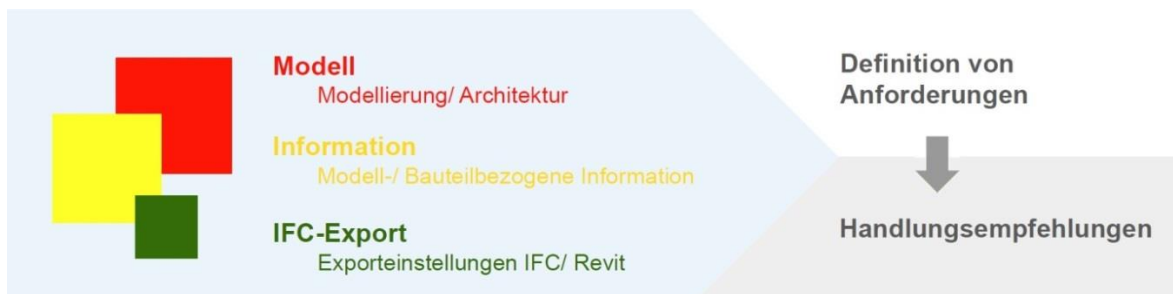 Modell
Modellierung/ Architektur
Information
Modell-/ Bauteilbezogene Information
IFC-Export
Exporteinstellungen IFC/ Revit
Definition von
Anforderungen
Handlungsempfehlungen